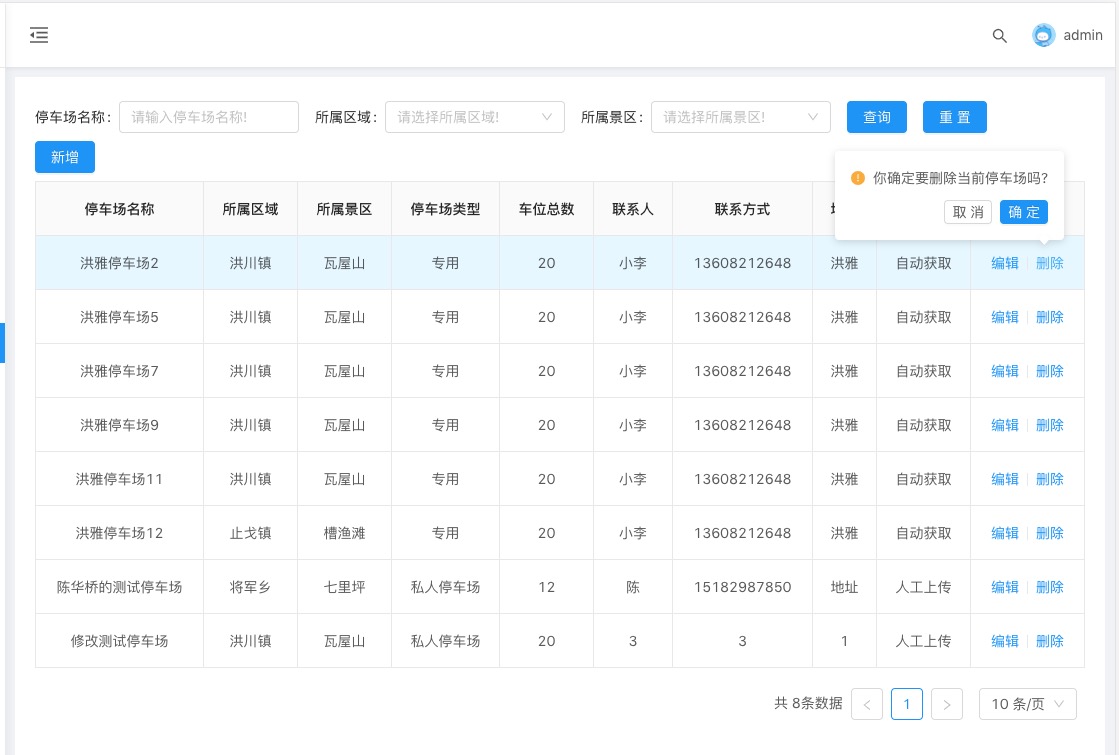 admin
停车场名称: 请输入停车场名称! 所属区域: 请选择所属区域! 所属景区: 请选择所属景区! 查询 重 置
新增
你确定要删除当前停车场吗?
取 消 确 定
停车场名称 所属区域 所属景区 停车场类型 车位总数 联系人 联系方式
洪雅停车场2 洪川镇 瓦屋山 专用 20 小李 13608212648 洪雅 自动获取 编辑 删除
洪雅停车场5 洪川镇 瓦屋山 专用 20 小李 13608212648 洪雅 自动获取 编辑 删除
洪雅停车场7 洪川镇 瓦屋山 专用 20 小李 13608212648 洪雅 自动获取 编辑 删除
洪雅停车场9 洪川镇 瓦屋山 专用 20 小李 13608212648 洪雅 自动获取 编辑 删除
洪雅停车场11 洪川镇 瓦屋山 专用 20 小李 13608212648 洪雅 自动获取 编辑 删除
洪雅停车场12 止戈镇 槽渔滩 专用 20 小李 13608212648 洪雅 自动获取 编辑 删除
陈华桥的测试停车场 将军乡 七里坪 私人停车场 12 陈 15182987850 地址 人工上传 编辑 删除
修改测试停车场 洪川镇 瓦屋山 私人停车场 20 3 3 1 人工上传 编辑 删除
共 8条数据 < 1 > 10 条/页